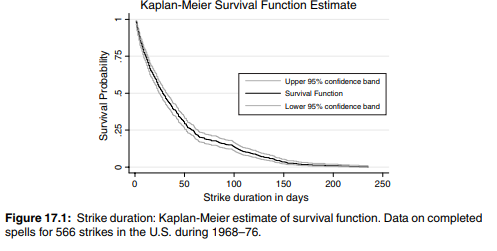 Kaplan-Meier Survival Function Estimate
1
.75
.5
.25
0
Survival Probability
Upper 95% confidence band
Survival Function
Lower 95% confidence band
0 50 100 150 200 250
Strike duration in days
Figure 17.1: Strike duration: Kaplan-Meier estimate of survival function. Data on completed
spells for 566 strikes in the U.S. during 1968–76.